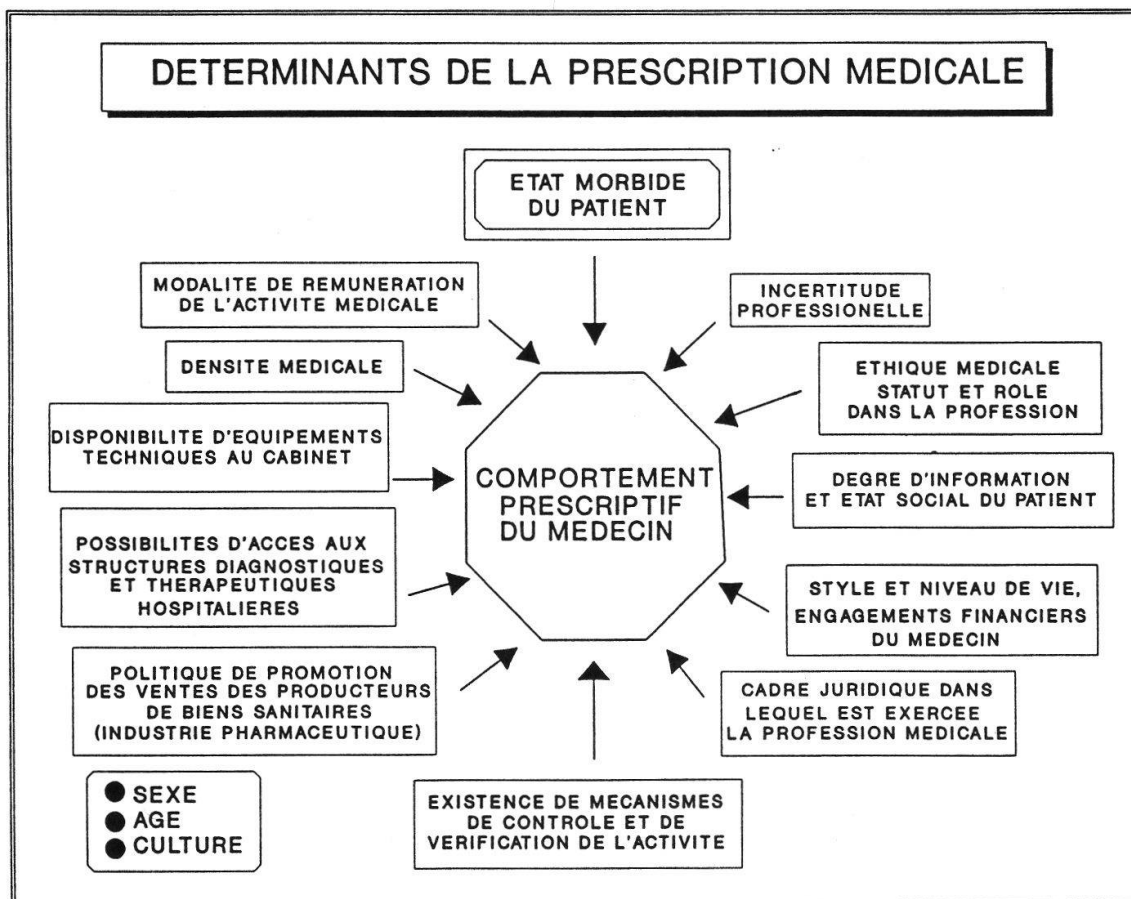 DETERMINANTS DE LA PRESCRIPTION MEDICALE
ETAT MORBIDE
DU PATIENT
MODALITE DE REMUNERATION
DE L'ACTIVITE MEDICALE
INCERTITUDE
PROFESSIONELLE
DENSITE MEDICALE
ETHIQUE MEDICALE
STATUT ET ROLE
DANS LA PROFESSION
DISPONIBILITE D'EQUIPEMENTS
TECHNIQUES AU CABINET
COMPORTEMENT
PRESCRIPTIF
DU MEDECIN
DEGRE D'INFORMATION
ET ETAT SOCIAL DU PATIENT
POSSIBILITES D'ACCES AUX
STRUCTURES DIAGNOSTIQUES
ET THERAPEUTIQUES
HOSPITALIERES
STYLE ET NIVEAU DE VIE,
ENGAGEMENTS FINANCIERS
DU MEDECIN
POLITIQUE DE PROMOTION
DES VENTES DES PRODUCTEURS
DE BIENS SANITAIRES
(INDUSTRIE PHARMACEUTIQUE)
CADRE JURIDIQUE DANS
LEQUEL EST EXERCEE
LA PROFESSION MEDICALE
SEXE
AGE
CULTURE
EXISTENCE DE MECANISMES
DE CONTROLE ET DE
VERIFICATION DE L'ACTIVITE